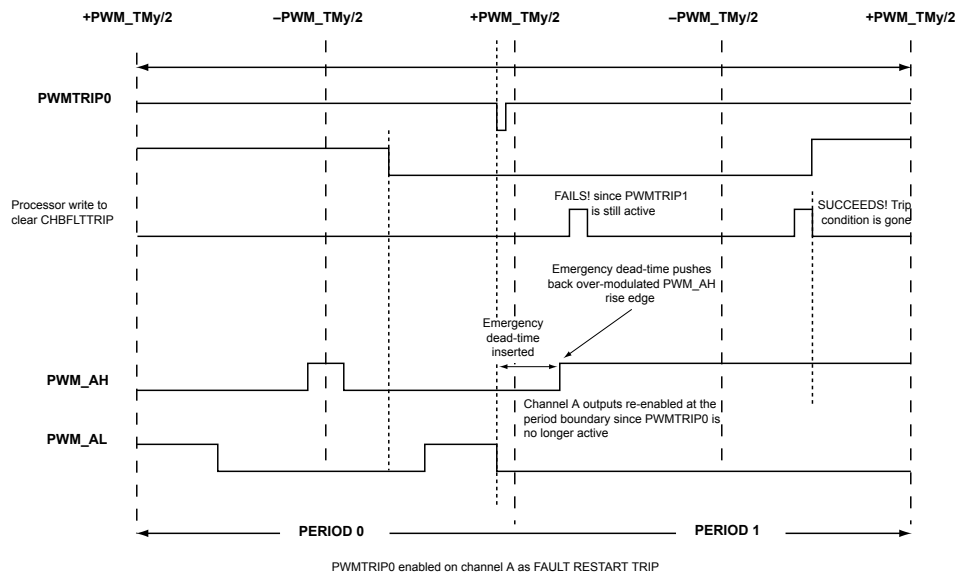 +PWM_TMy/2 –PWM_TMy/2 +PWM_TMy/2 –PWM_TMy/2 +PWM_TMy/2
PWMTRIP0
Processor write to
clear CHBFLTTRIP
FAILS! since PWMTRIP1
is still active
SUCCEEDS! Trip
condition is gone
Emergency dead-time pushes
back over-modulated PWM_AH
rise edge
Emergency
dead-time
inserted
PWM_AH
Channel A outputs re-enabled at the
period boundary since PWMTRIP0 is
no longer active
PWM_AL
PERIOD 0 PERIOD 1
PWMTRIP0 enabled on channel A as FAULT RESTART TRIP